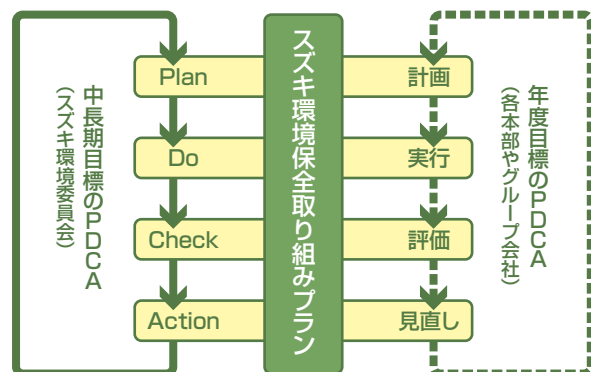 中長期目標のPDCA
（スズキ環境委員会）
Plan
Do
Check
Action
スズキ環境保全取り組みプラン
計画
実行
評価
見直し
年度目標のPDCA
（各本部やグループ会社）